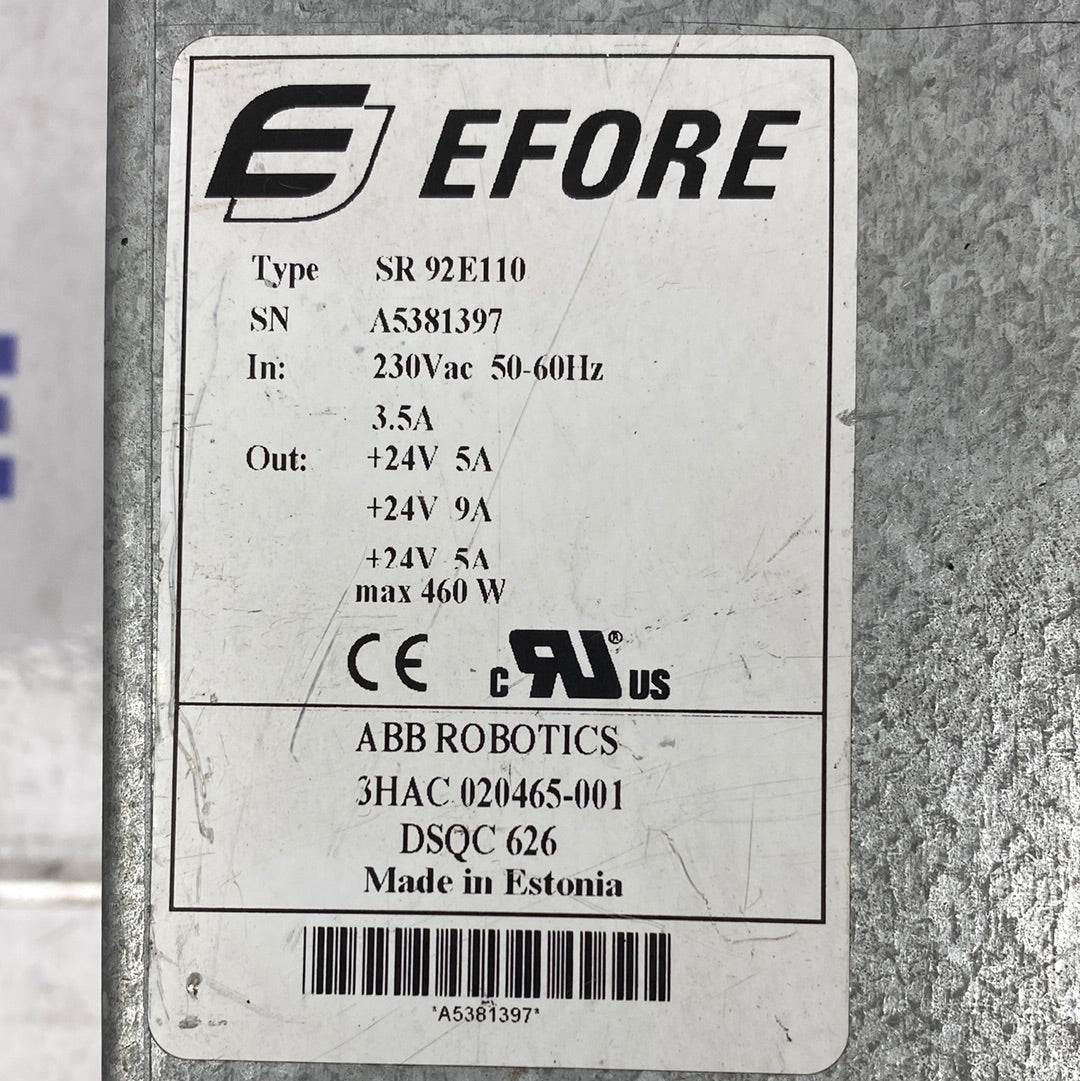 EFORE
Type SR 92E110
SN A5381397
In: 230Vac 50-60Hz
3.5A
Out: +24V 5A
+24V 9A
+24V 5A
max 460 W
CE c RU® US
ABB ROBOTICS
3HAC 020465-001
DSQC 626
Made in Estonia
*A5381397*